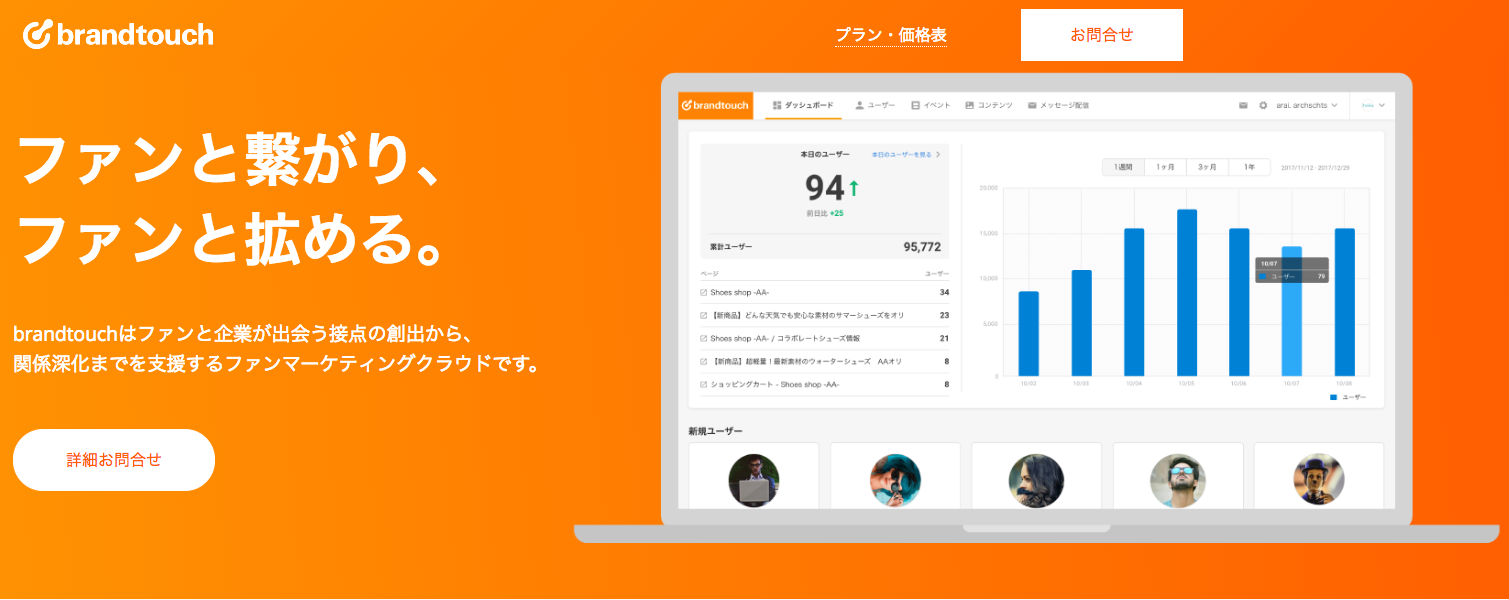 brandtouch
プラン・価格表
お問合せ
ファンと繋がり、
ファンと拡める。
brandtouchはファンと企業が出会う接点の創出から、
関係深化までを支援するファンマーケティングクラウドです。
詳細お問合せ
brandtouch
ダッシュボード
ユーザー
イベント
コンテンツ
メッセージ配信
arai. archschts
本日のユーザー
本日のユーザーを見る
94
前日比 +25
累計ユーザー 95,772
ページ ユーザー
Shoes shop -AA- 34
【新商品】どんな天気でも安心な素材のサマーシューズをオリ 23
Shoes shop -AA- / コラボレートシューズ情報 21
【新商品】超軽量！最新素材のウォーターシューズ AAオリ 8
ショッピングカート - Shoes shop -AA- 8
1週間 1ヶ月 3ヶ月 1年 2017/11/12 - 2017/12/29
20,000
15,000
10,000
5,000
0
10/07
ユーザー 79
10/02 10/03 10/04 10/05 10/06 10/07 10/08
ユーザー
新規ユーザー